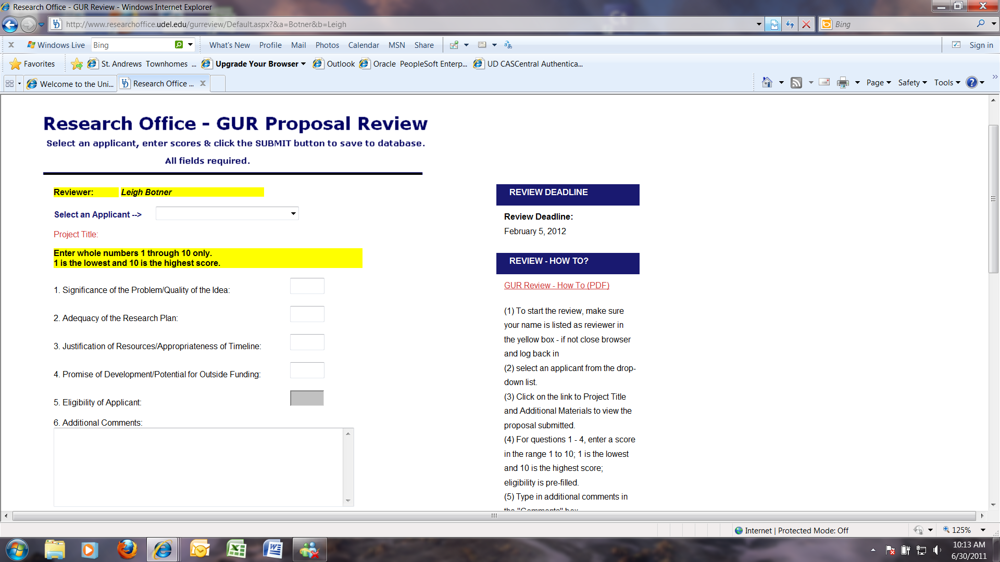 Research Office - GUR Review - Windows Internet Explorer
http://www.researchoffice.udel.edu/gurreview/Default.aspx?&a=Botner&b=Leigh
Bing
Windows Live
Bing
What's New Profile Mail Photos Calendar MSN Share
Sign in
Favorites
St. Andrews Townhomes ...
Upgrade Your Browser
Outlook
Oracle PeopleSoft Enterp...
UD CASCentral Authentica...
Welcome to the Uni...
Research Office ...
Page Safety Tools
Research Office - GUR Proposal Review
Select an applicant, enter scores & click the SUBMIT button to save to database.
All fields required.
Reviewer: Leigh Botner
Select an Applicant -->
Project Title:
Enter whole numbers 1 through 10 only.
1 is the lowest and 10 is the highest score.
1. Significance of the Problem/Quality of the Idea:
2. Adequacy of the Research Plan:
3. Justification of Resources/Appropriateness of Timeline:
4. Promise of Development/Potential for Outside Funding:
5. Eligibility of Applicant:
6. Additional Comments:
REVIEW DEADLINE
Review Deadline:
February 5, 2012
REVIEW - HOW TO?
GUR Review - How To (PDF)
(1) To start the review, make sure
your name is listed as reviewer in
the yellow box - if not close browser
and log back in
(2) select an applicant from the drop-
down list.
(3) Click on the link to Project Title
and Additional Materials to view the
proposal submitted.
(4) For questions 1 - 4, enter a score
in the range 1 to 10; 1 is the lowest
and 10 is the highest score;
eligibility is pre-filled.
(5) Type in additional comments in
the "Comments" box
Internet | Protected Mode: Off
125%
10:13 AM
6/30/2011